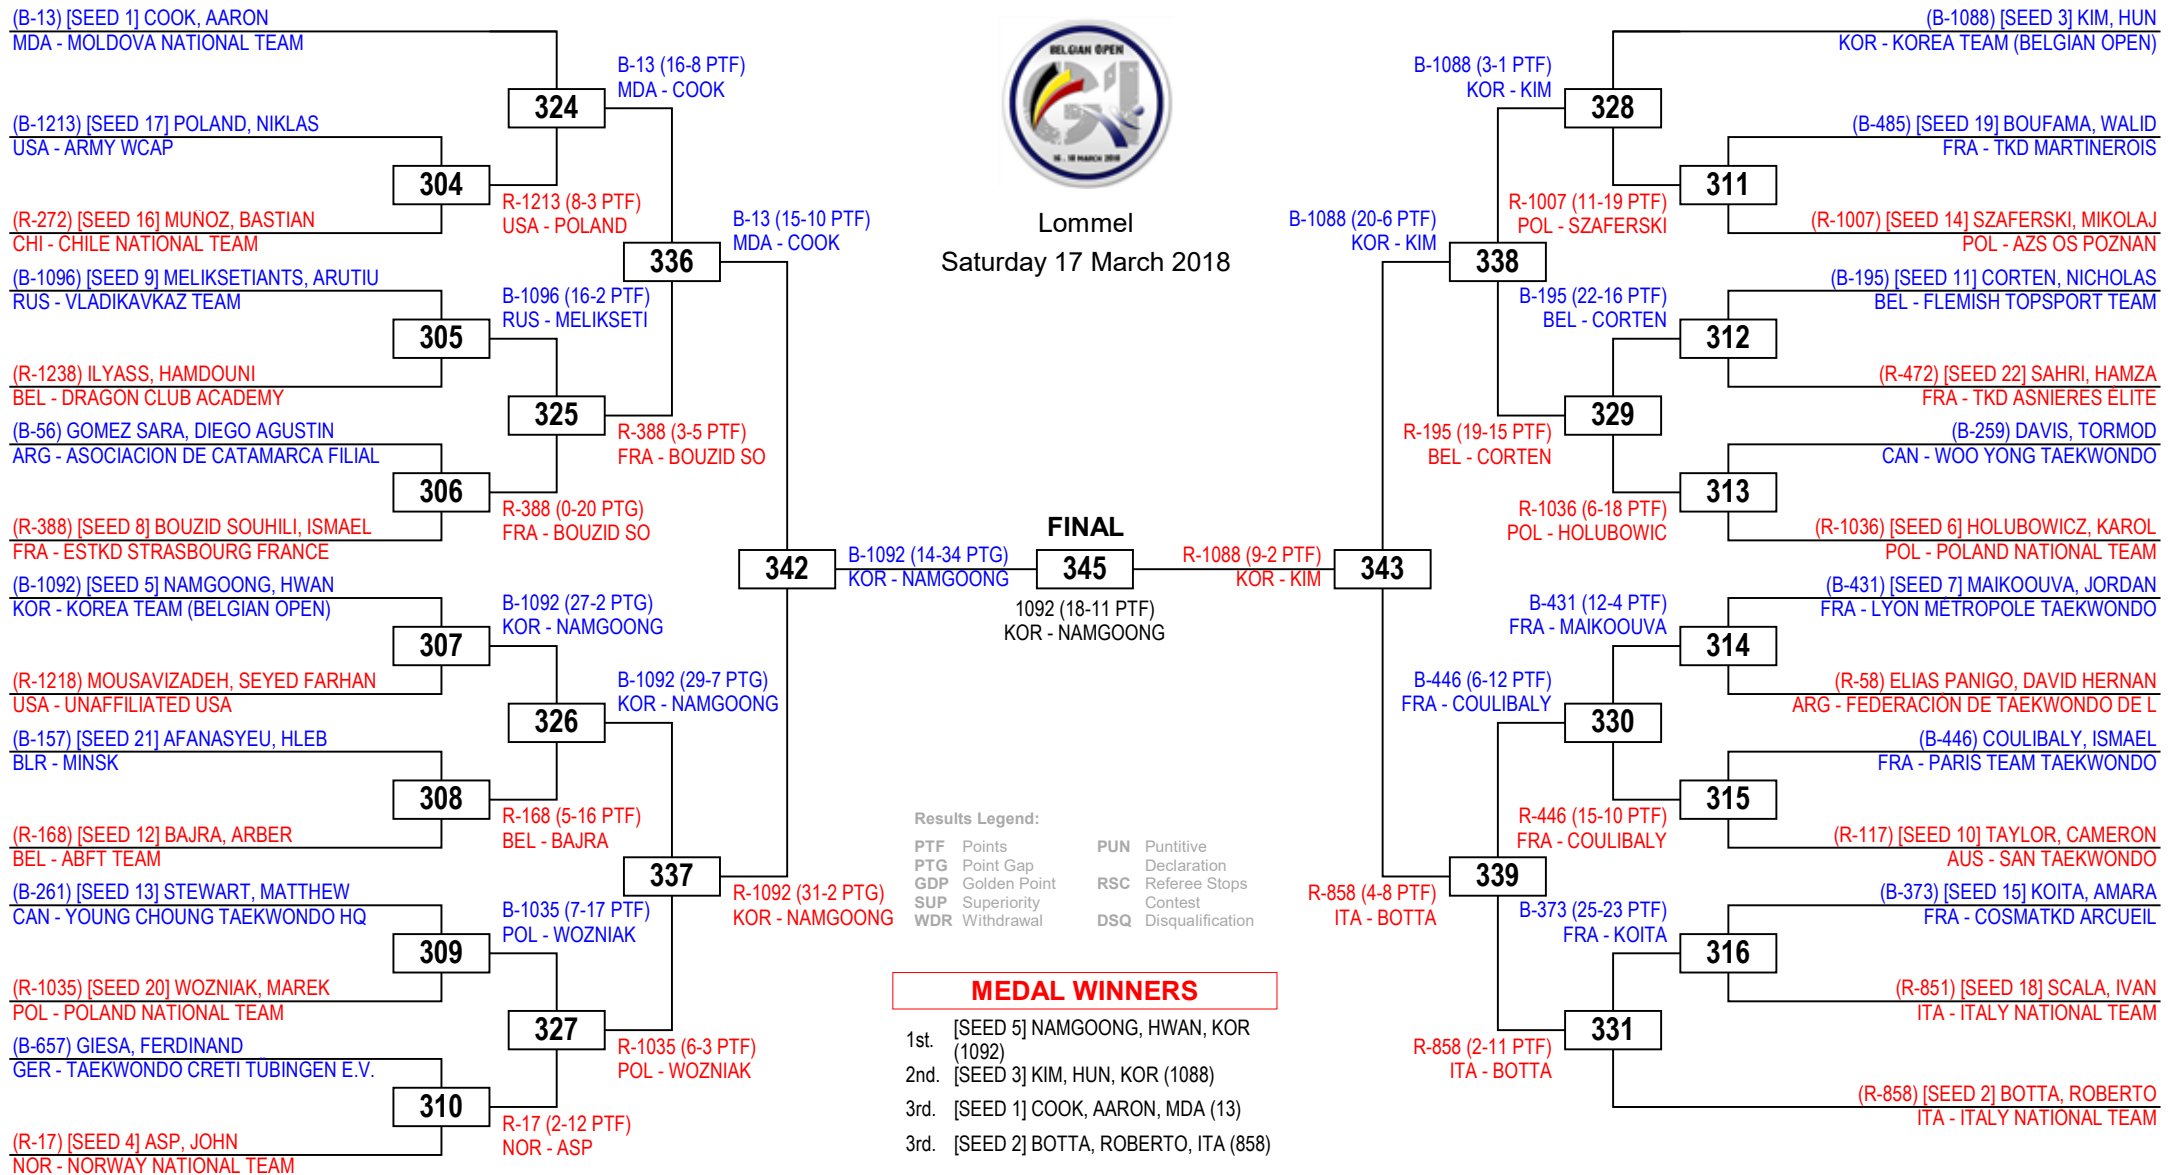 (B-13) [SEED 1] COOK, AARON
MDA - MOLDOVA NATIONAL TEAM
(B-1213) [SEED 17] POLAND, NIKLAS
USA - ARMY WCAP
(R-272) [SEED 16] MUÑOZ, BASTIAN
CHI - CHILE NATIONAL TEAM
(B-1096) [SEED 9] MELIKSETIANTS, ARUTIU
RUS - VLADIKAVKAZ TEAM
(R-1238) ILYASS, HAMDOUNI
BEL - DRAGON CLUB ACADEMY
(B-56) GOMEZ SARA, DIEGO AGUSTIN
ARG - ASOCIACION DE CATAMARCA FILIAL
(R-388) [SEED 8] BOUZID SOUHILI, ISMAEL
FRA - ESTKD STRASBOURG FRANCE
(B-1092) [SEED 5] NAMGOONG, HWAN
KOR - KOREA TEAM (BELGIAN OPEN)
(R-1218) MOUSAVIZADEH, SEYED FARHAN
USA - UNAFFILIATED USA
(B-157) [SEED 21] AFANASYEU, HLEB
BLR - MINSK
(R-168) [SEED 12] BAJRA, ARBER
BEL - ABFT TEAM
(B-261) [SEED 13] STEWART, MATTHEW
CAN - YOUNG CHOUNG TAEKWONDO HQ
(R-1035) [SEED 20] WOZNIAK, MAREK
POL - POLAND NATIONAL TEAM
(B-657) GIESA, FERDINAND
GER - TAEKWONDO CRETI TÜBINGEN E.V.
(R-17) [SEED 4] ASP, JOHN
NOR - NORWAY NATIONAL TEAM
304
305
306
307
308
309
310
R-1213 (8-3 PTF)
USA - POLAND
B-1096 (16-2 PTF)
RUS - MELIKSETI
R-388 (0-20 PTG)
FRA - BOUZID SO
B-1092 (27-2 PTG)
KOR - NAMGOONG
R-168 (5-16 PTF)
BEL - BAJRA
B-1035 (7-17 PTF)
POL - WOZNIAK
R-17 (2-12 PTF)
NOR - ASP
324
325
326
327
B-13 (16-8 PTF)
MDA - COOK
R-388 (3-5 PTF)
FRA - BOUZID SO
B-1092 (29-7 PTG)
KOR - NAMGOONG
R-1035 (6-3 PTF)
POL - WOZNIAK
336
337
B-13 (15-10 PTF)
MDA - COOK
R-1092 (31-2 PTG)
KOR - NAMGOONG
342
B-1092 (14-34 PTG)
KOR - NAMGOONG
BELGIAN OPEN
G1
16 - 18 MARCH 2018
Lommel
Saturday 17 March 2018
FINAL
345
1092 (18-11 PTF)
KOR - NAMGOONG
R-1088 (9-2 PTF)
KOR - KIM
343
B-1088 (20-6 PTF)
KOR - KIM
R-858 (4-8 PTF)
ITA - BOTTA
338
339
B-1088 (3-1 PTF)
KOR - KIM
R-195 (19-15 PTF)
BEL - CORTEN
B-446 (6-12 PTF)
FRA - COULIBALY
R-858 (2-11 PTF)
ITA - BOTTA
328
329
330
331
R-1007 (11-19 PTF)
POL - SZAFERSKI
B-195 (22-16 PTF)
BEL - CORTEN
R-1036 (6-18 PTF)
POL - HOLUBOWIC
B-431 (12-4 PTF)
FRA - MAIKOOUVA
R-446 (15-10 PTF)
FRA - COULIBALY
B-373 (25-23 PTF)
FRA - KOITA
311
312
313
314
315
316
(B-1088) [SEED 3] KIM, HUN
KOR - KOREA TEAM (BELGIAN OPEN)
(B-485) [SEED 19] BOUFAMA, WALID
FRA - TKD MARTINEROIS
(R-1007) [SEED 14] SZAFERSKI, MIKOLAJ
POL - AZS OS POZNAN
(B-195) [SEED 11] CORTEN, NICHOLAS
BEL - FLEMISH TOPSPORT TEAM
(R-472) [SEED 22] SAHRI, HAMZA
FRA - TKD ASNIERES ÉLITE
(B-259) DAVIS, TORMOD
CAN - WOO YONG TAEKWONDO
(R-1036) [SEED 6] HOLUBOWICZ, KAROL
POL - POLAND NATIONAL TEAM
(B-431) [SEED 7] MAIKOOUVA, JORDAN
FRA - LYON MÉTROPOLE TAEKWONDO
(R-58) ELIAS PANIGO, DAVID HERNAN
ARG - FEDERACIÓN DE TAEKWONDO DE L
(B-446) COULIBALY, ISMAEL
FRA - PARIS TEAM TAEKWONDO
(R-117) [SEED 10] TAYLOR, CAMERON
AUS - SAN TAEKWONDO
(B-373) [SEED 15] KOITA, AMARA
FRA - COSMATKD ARCUEIL
(R-851) [SEED 18] SCALA, IVAN
ITA - ITALY NATIONAL TEAM
(R-858) [SEED 2] BOTTA, ROBERTO
ITA - ITALY NATIONAL TEAM
Results Legend:
PTF Points
PTG Point Gap
GDP Golden Point
SUP Superiority
WDR Withdrawal
PUN Puntitive
Declaration
RSC Referee Stops
Contest
DSQ Disqualification
MEDAL WINNERS
1st. [SEED 5] NAMGOONG, HWAN, KOR
(1092)
2nd. [SEED 3] KIM, HUN, KOR (1088)
3rd. [SEED 1] COOK, AARON, MDA (13)
3rd. [SEED 2] BOTTA, ROBERTO, ITA (858)